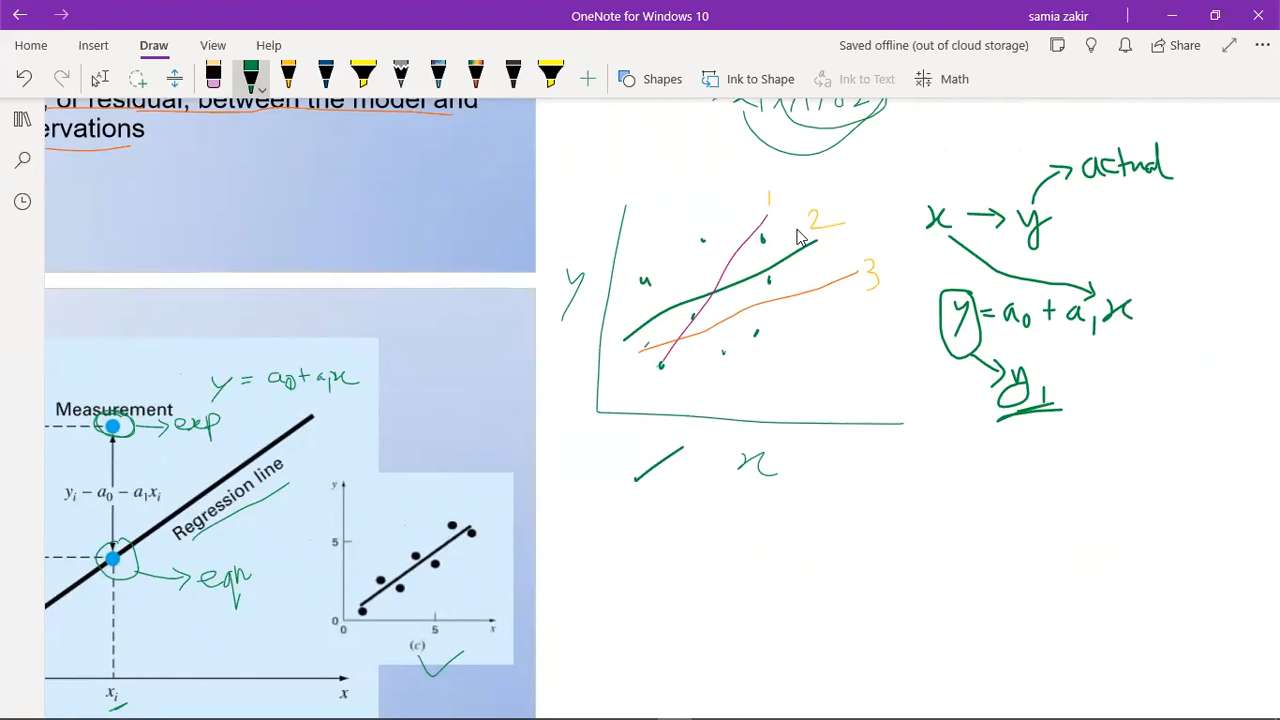 OneNote for Windows 10
samia zakir
Home Insert Draw View Help
Saved offline (out of cloud storage)
Share
Shapes
Ink to Shape
Ink to Text
Math
, or residual, between the model and
ervations
y = a0 + a1x
Measurement
exp
yi − a0 − a1xi
Regression line
eqn
xi
x
y
5
0
0
5
x
(c)
1
2
3
y
x
x → y → actual
y = a0 + a1x
y1